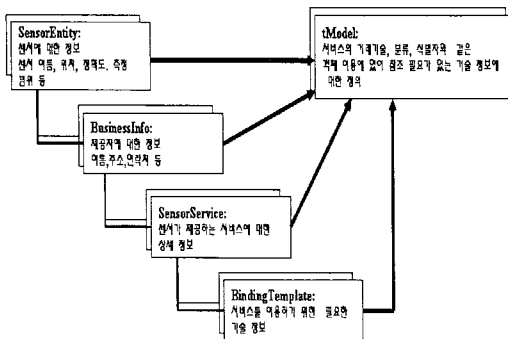 SensorEntity:
센서에 대한 정보
센서 이름, 위치, 정확도, 측정
범위 등
tModel:
서비스의 거래기술, 분류, 식별자와 같은
객체 이용에 있어 참조 필요가 있는 기술 정보에
대한 정의
BusinessInfo:
제공자에 대한 정보
이름,주소,연락처 등
SensorService:
센서가 제공하는 서비스에 대한
상세 정보
BindingTemplate:
서비스를 이용하기 위한 필요한
기술 정보